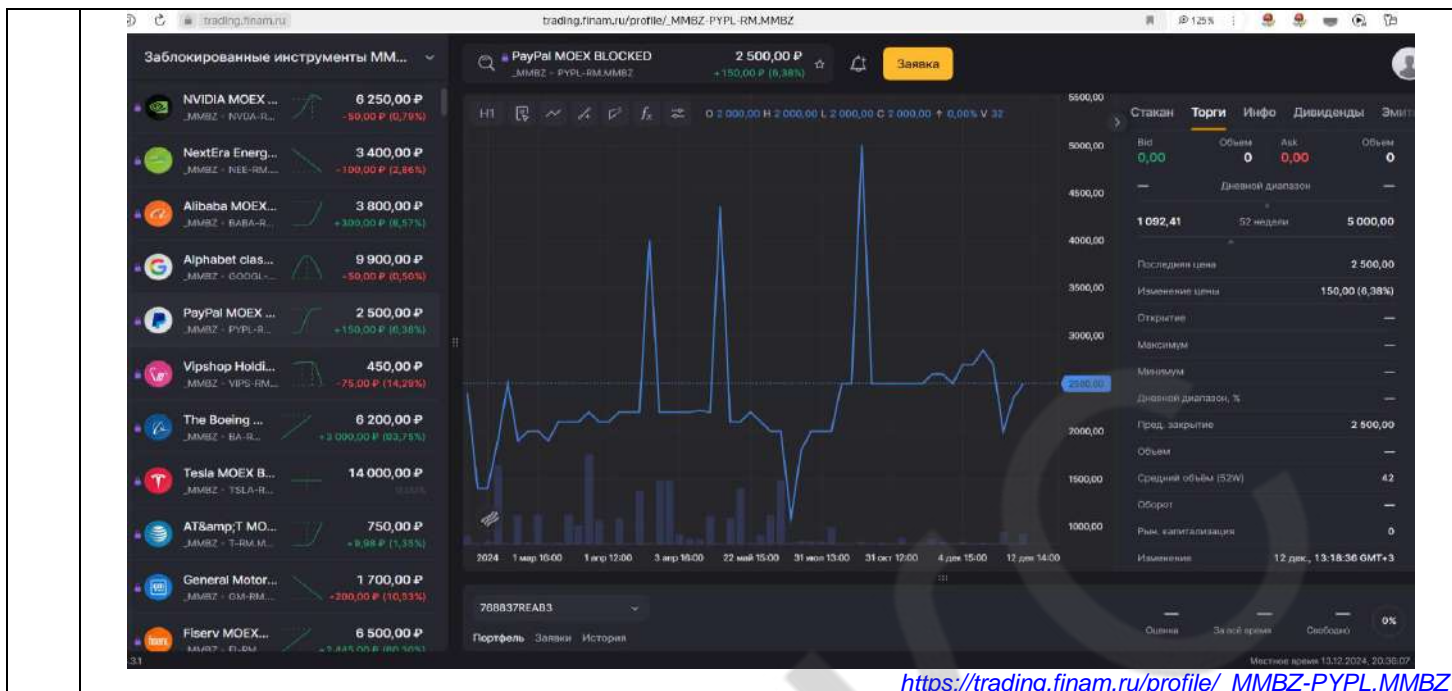 trading.finam.ru
trading.finam.ru/profile/_MMBZ-PYPL-RM.MMBZ
125%
Заблокированные инструменты ММ...
NVIDIA MOEX ... 6 250,00 ₽
_MMBZ - NVDA-R... -50,00 ₽ (0,79%)
NextEra Energ... 3 400,00 ₽
_MMBZ - NEE-RM.... -100,00 ₽ (2,86%)
Alibaba MOEX... 3 800,00 ₽
_MMBZ - BABA-R... +300,00 ₽ (8,57%)
Alphabet clas... 9 900,00 ₽
_MMBZ - GOOGL-... -50,00 ₽ (0,50%)
PayPal MOEX ... 2 500,00 ₽
_MMBZ - PYPL-R... +150,00 ₽ (6,38%)
Vipshop Holdi... 450,00 ₽
_MMBZ - VIPS-RM... -75,00 ₽ (14,29%)
The Boeing ... 6 200,00 ₽
_MMBZ - BA-R... +3 000,00 ₽ (93,75%)
Tesla MOEX B... 14 000,00 ₽
_MMBZ - TSLA-R...
AT&amp;T MO... 750,00 ₽
_MMBZ - T-RM.M... +9,98 ₽ (1,35%)
General Motor... 1 700,00 ₽
_MMBZ - GM-RM.... -200,00 ₽ (10,53%)
Fiserv MOEX... 6 500,00 ₽
PayPal MOEX BLOCKED 2 500,00 ₽
_MMBZ - PYPL-RM.MMBZ +150,00 ₽ (6,38%)
Заявка
H1 fx O 2 000,00 H 2 000,00 L 2 000,00 C 2 000,00 ↑ 0,00% V 32
5500,00
5000,00
4500,00
4000,00
3500,00
3000,00
2500,00
2000,00
1500,00
1000,00
2024 1 мар 16:00 1 апр 12:00 3 апр 16:00 22 май 15:00 31 июл 13:00 31 окт 12:00 4 дек 15:00 12 дек 14:00
768837REAB3
Портфель Заявки История
Стакан Торги Инфо Дивиденды Эмит
Bid Объем Ask Объем
0,00 0 0,00 0
— Дневной диапазон —
1 092,41 52 недели 5 000,00
Последняя цена 2 500,00
Изменение цены 150,00 (6,38%)
Открытие —
Максимум —
Минимум —
Дневной диапазон, % —
Пред. закрытие 2 500,00
Объем —
Средний объём (52W) 42
Оборот —
Рын. капитализация 0
Изменение 12 дек., 13:18:36 GMT+3
— — — 0%
Оценка За всё время Свободно
Местное время 13.12.2024, 20:36:07
https://trading.finam.ru/profile/_MMBZ-PYPL.MMBZ